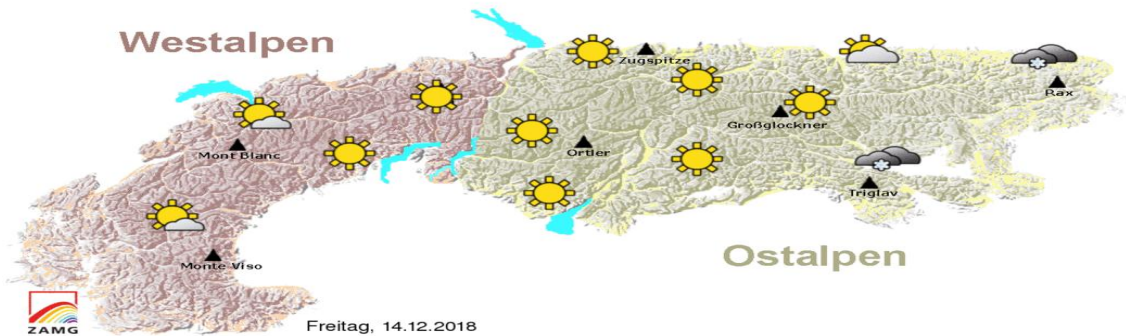 Westalpen
Zugspitze
Rax
Großglockner
Mont Blanc
Ortler
Triglav
Ostalpen
Monte Viso
ZAMG
Freitag, 14.12.2018